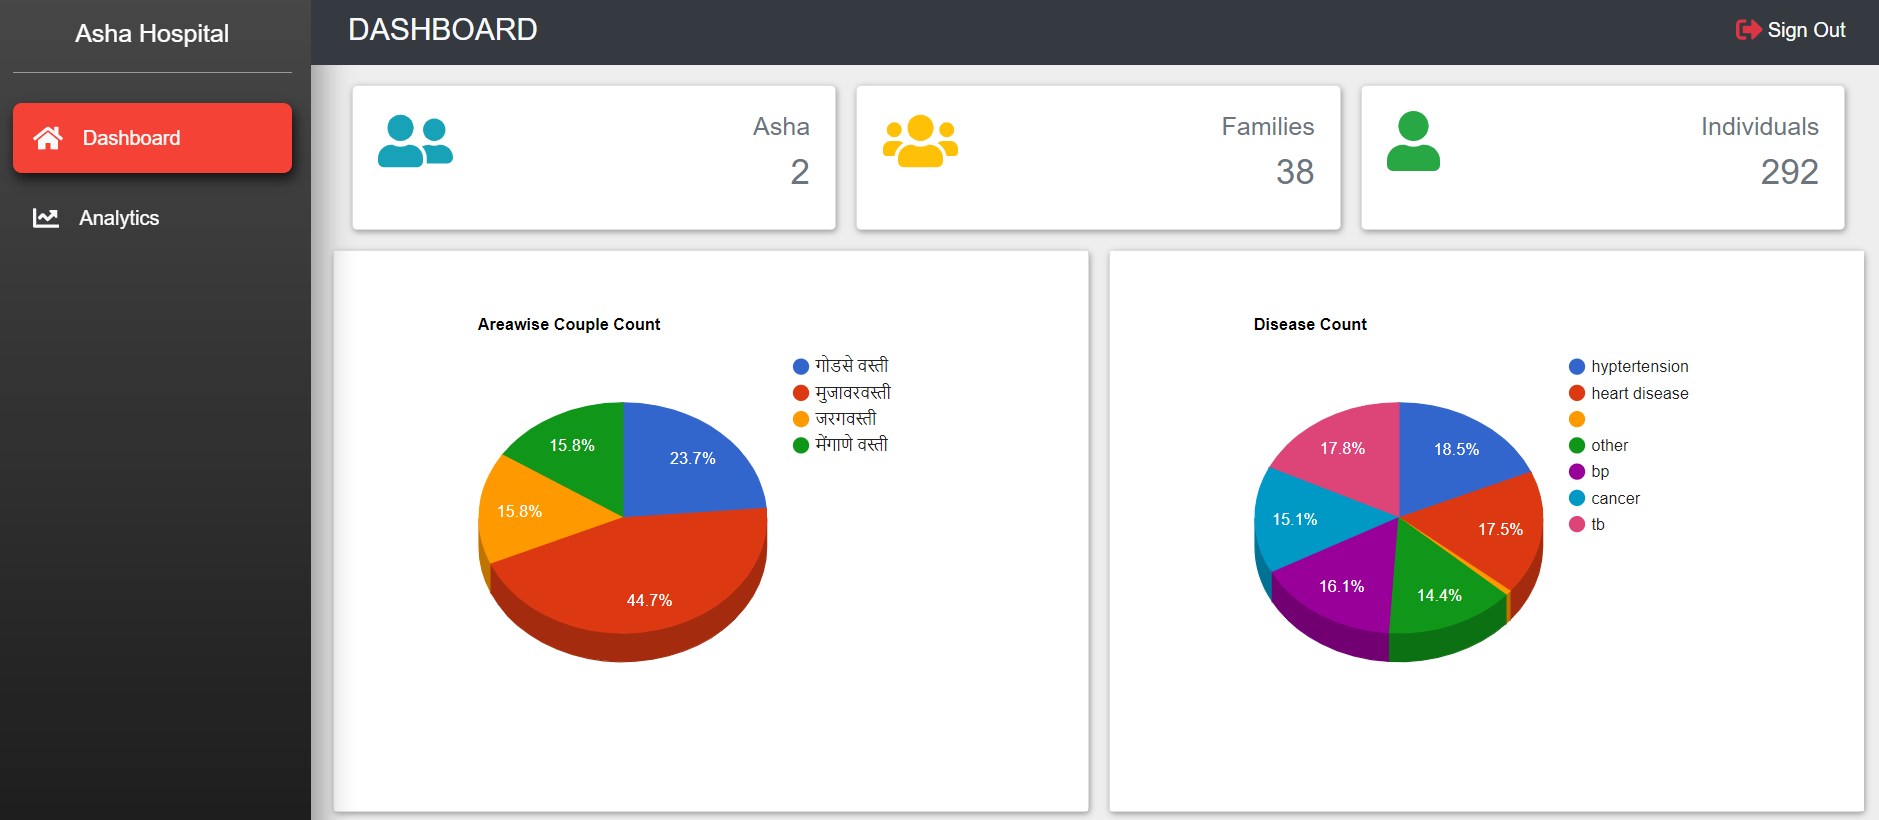 Asha Hospital
Dashboard
Analytics
DASHBOARD
Sign Out
Asha
2
Families
38
Individuals
292
Areawise Couple Count
गोडसे वस्ती
मुजावरवस्ती
जरगवस्ती
मेंगाणे वस्ती
23.7%
44.7%
15.8%
15.8%
Disease Count
hyptertension
heart disease
other
bp
cancer
tb
18.5%
17.5%
14.4%
16.1%
15.1%
17.8%